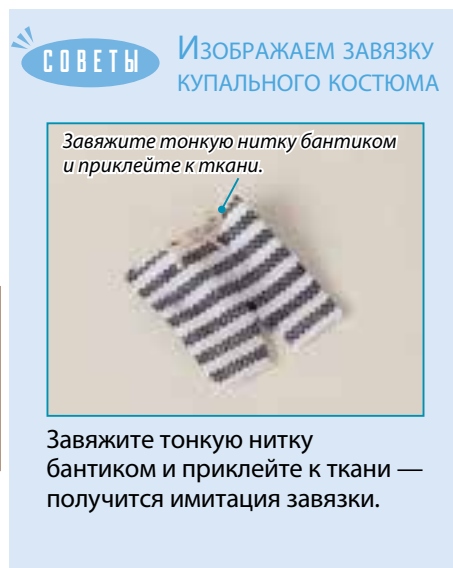 СОВЕТЫ
Изображаем завязку
купального костюма
Завяжите тонкую нитку бантиком
и приклейте к ткани.
Завяжите тонкую нитку
бантиком и приклейте к ткани —
получится имитация завязки.